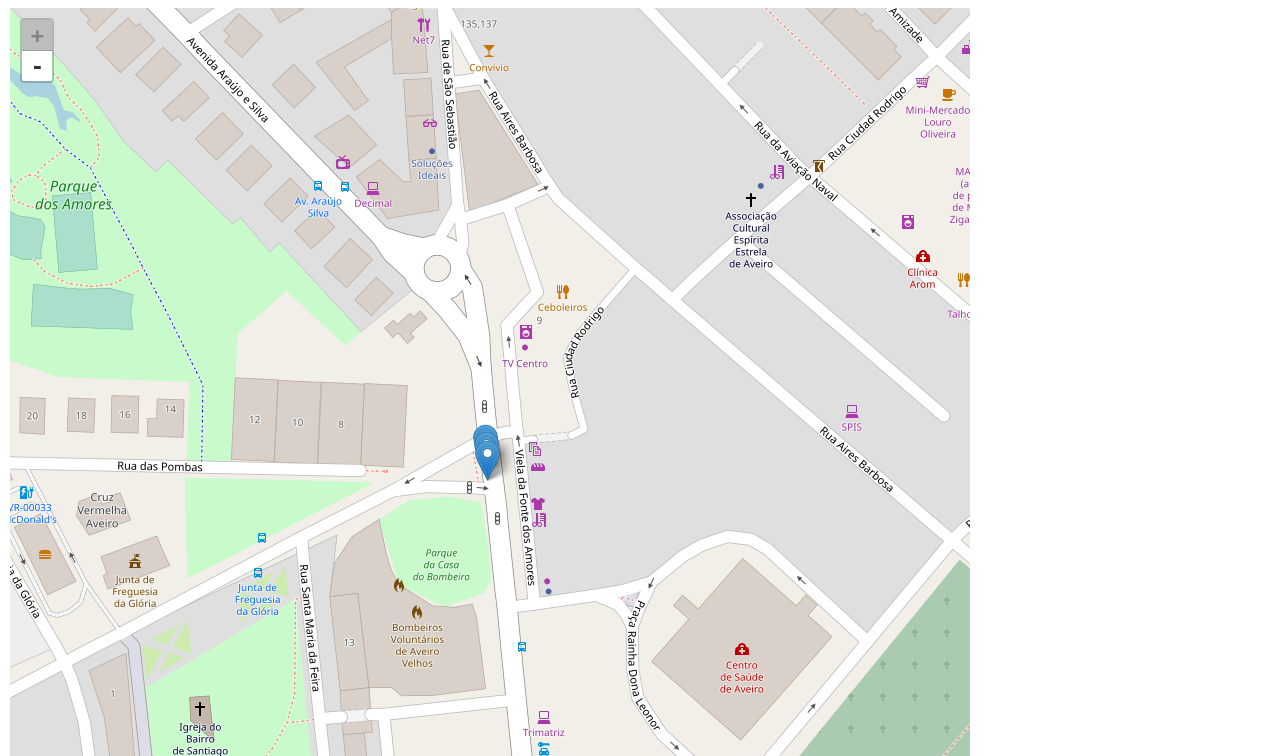 +
-
Net7
135,137
Convívio
Amizade
Avenida Araújo e Silva
Rua de São Sebastião
Rua Aires Barbosa
Rua Ciudad Rodrigo
Mini-Mercado
Louro
Oliveira
Rua da Aviação Naval
Soluções
Ideais
Av. Araújo
Silva
Decimal
Parque
dos Amores
Associação
Cultural
Espírita
Estrela
de Aveiro
Clínica
Arom
Ceboleiros
9
Rua Ciudad Rodrigo
TV Centro
20
18
16
14
12
10
8
SPIS
Rua Aires Barbosa
Rua das Pombas
Viela da Fonte dos Amores
Cruz
Vermelha
Aveiro
Junta de
Freguesia
da Glória
Junta de
Freguesia
da Glória
Parque
da Casa
do Bombeiro
Rua Santa Maria da Feira
13
Bombeiros
Voluntários
de Aveiro
Velhos
Praça Rainha Dona Leonor
Centro
de Saúde
de Aveiro
1
Igreja do
Bairro
de Santiago
Trimatriz